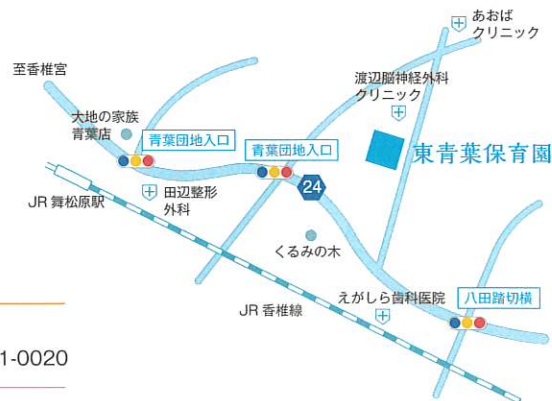 あおば
クリニック
至香椎宮
渡辺脳神経外科
クリニック
大地の家族
青葉店
青葉団地入口
青葉団地入口
東青葉保育園
24
JR 舞松原駅
田辺整形
外科
くるみの木
えがしら歯科医院
八田踏切横
JR 香椎線
1-0020